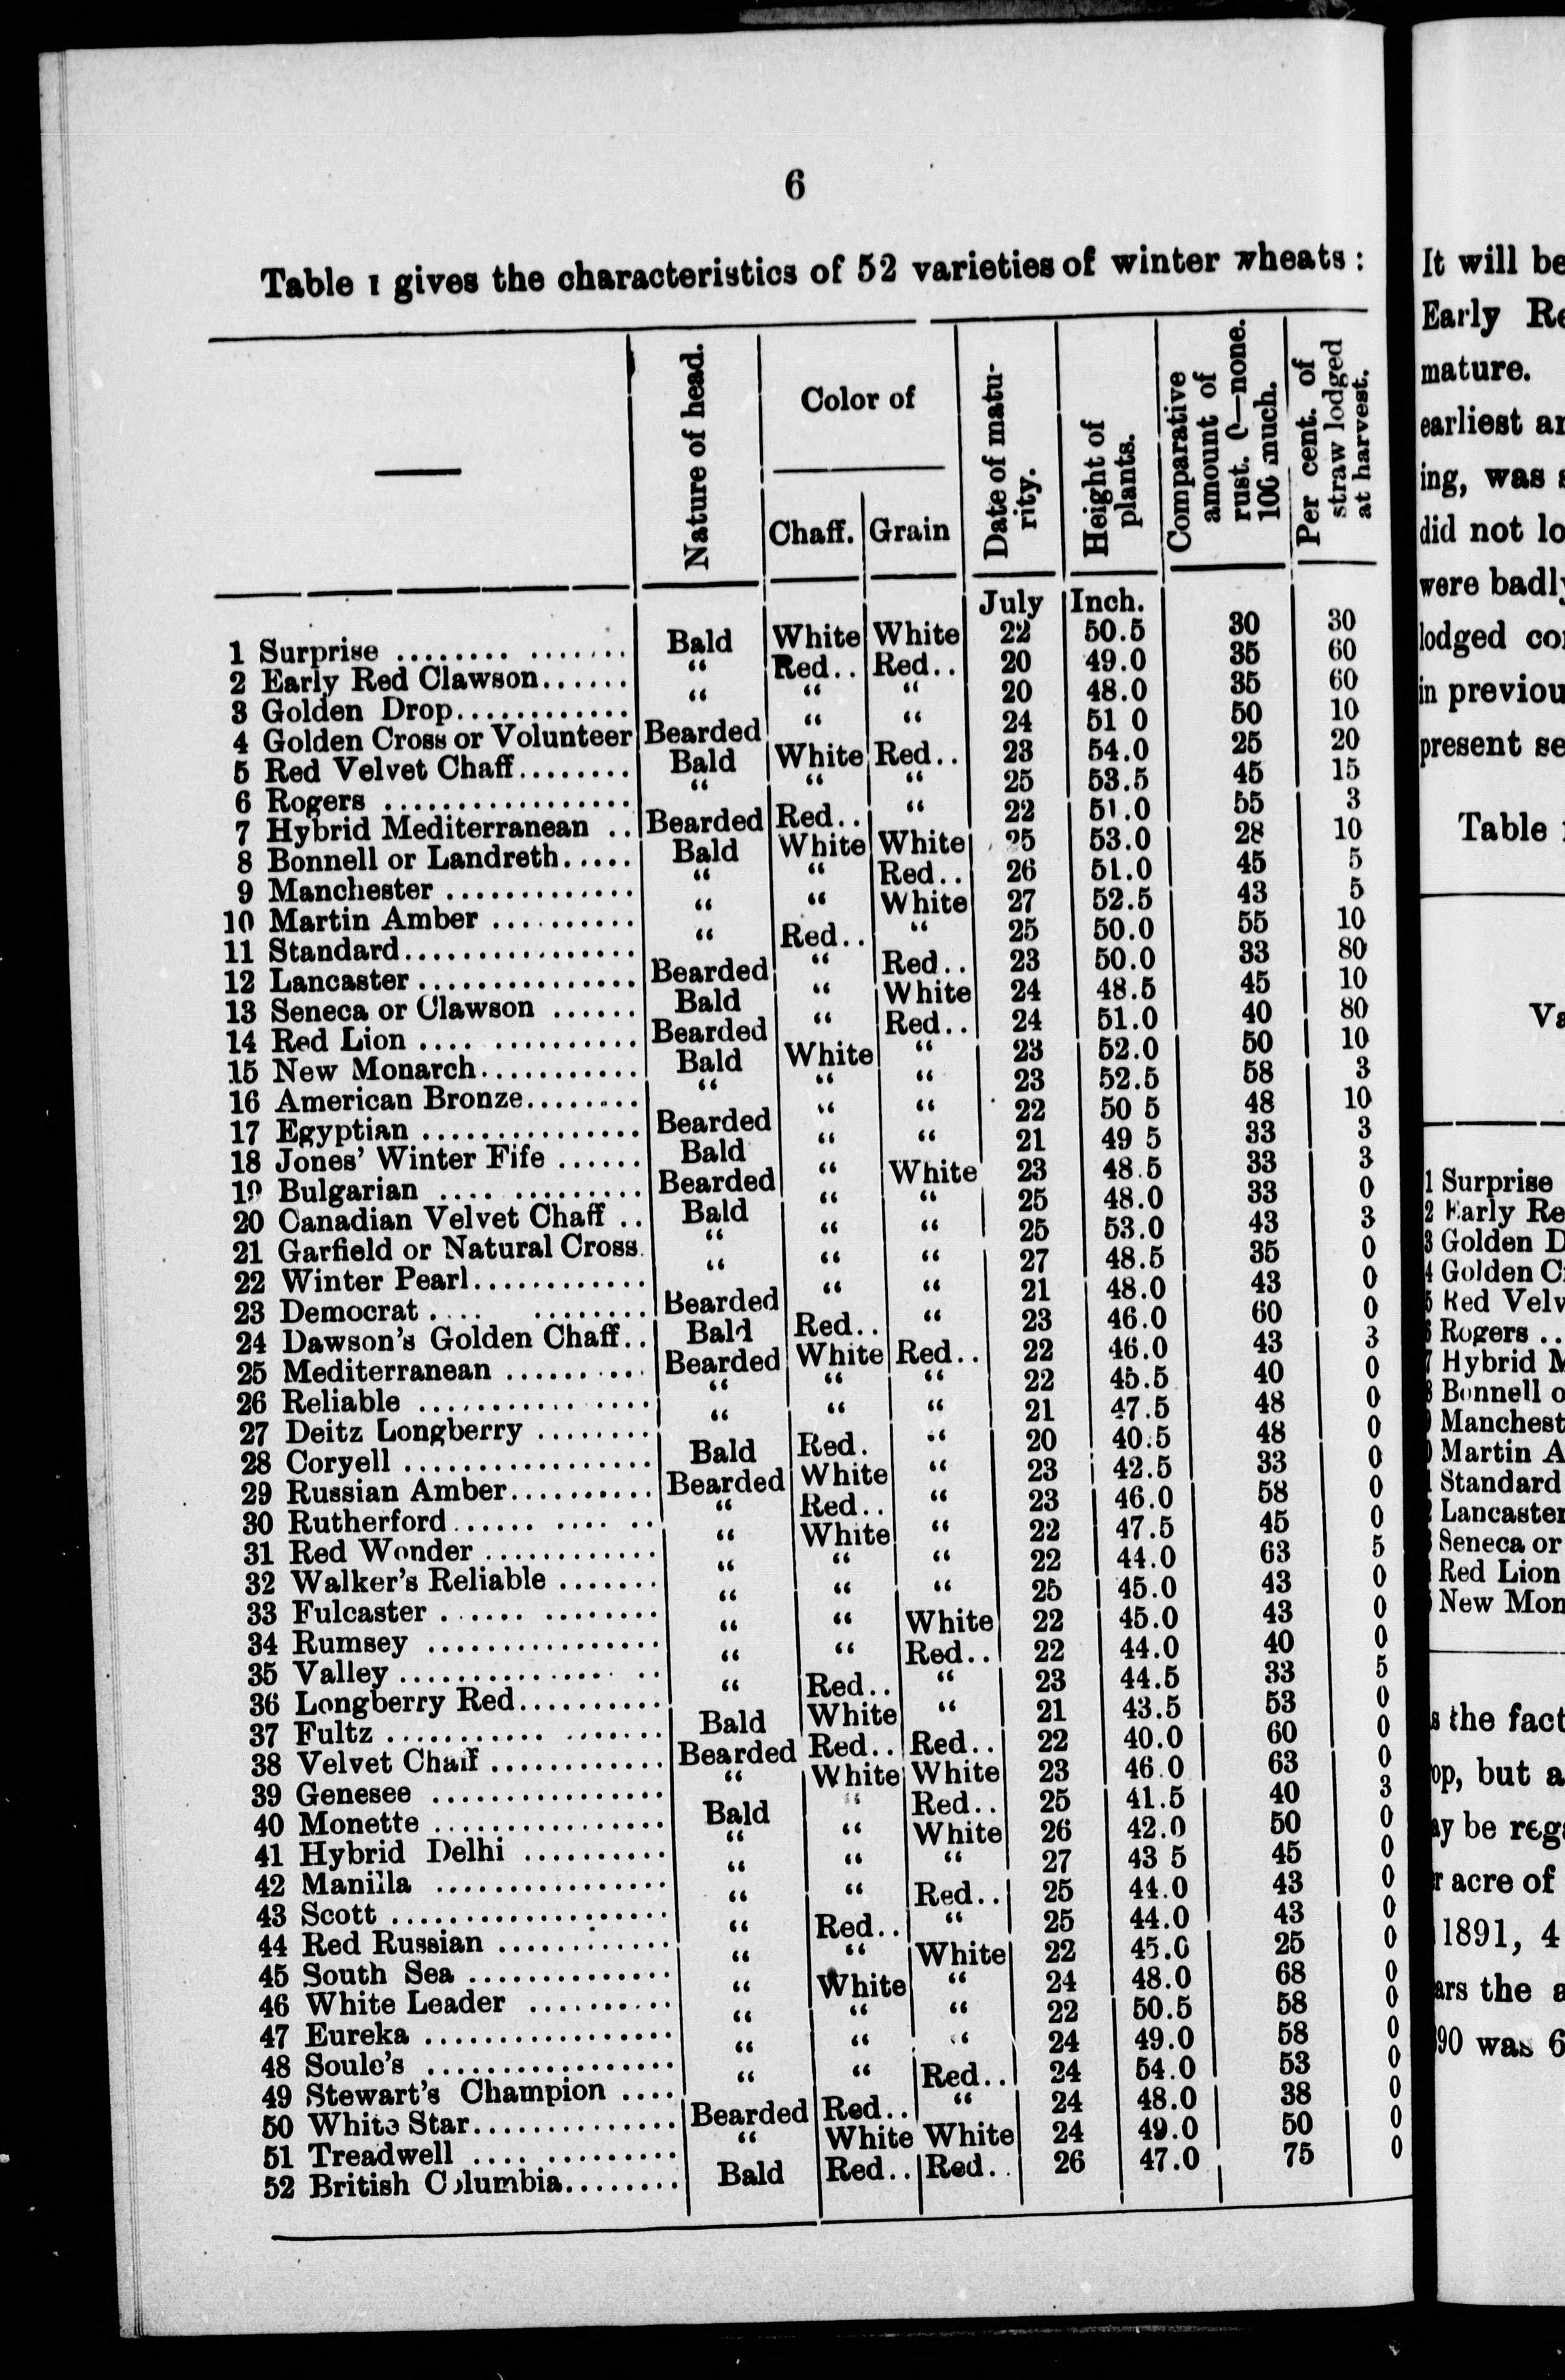 6
Table I gives the characteristics of 52 varieties of winter wheats:
Nature of head.
Color of
Chaff. Grain
Date of matu-
rity.
Height of
plants.
Comparative
amount of
rust. 0—none.
100 much.
Per cent. of
straw lodged
at harvest.
July Inch.
1 Surprise ........ ....... Bald White White 22 50.5 30 30
2 Early Red Clawson...... " Red.. Red.. 20 49.0 35 60
3 Golden Drop............ " " " 20 48.0 35 60
4 Golden Cross or Volunteer Bearded " " 24 51 0 50 10
5 Red Velvet Chaff........ Bald White Red.. 23 54.0 25 20
6 Rogers ................. " " " 25 53.5 45 15
7 Hybrid Mediterranean .. Bearded Red.. " 22 51.0 55 3
8 Bonnell or Landreth..... Bald White White 25 53.0 28 10
9 Manchester ............. " " Red.. 26 51.0 45 5
10 Martin Amber .......... " " White 27 52.5 43 5
11 Standard................ " Red.. " 25 50.0 55 10
12 Lancaster............... Bearded " Red.. 23 50.0 33 80
13 Seneca or Clawson ...... Bald " White 24 48.5 45 10
14 Red Lion .... .......... Bearded " Red.. 24 51.0 40 80
15 New Monarch........... Bald White " 23 52.0 50 10
16 American Bronze........ " " " 23 52.5 58 3
17 Egyptian ............... Bearded " " 22 50 5 48 10
18 Jones' Winter Fife ...... Bald " " 21 49 5 33 3
19 Bulgarian .... ......... Bearded " White 23 48.5 33 3
20 Canadian Velvet Chaff .. Bald " " 25 48.0 33 0
21 Garfield or Natural Cross. " " " 25 53.0 43 3
22 Winter Pearl............ " " " 27 48.5 35 0
23 Democrat .... ........ Bearded " " 21 48.0 43 0
24 Dawson's Golden Chaff.. Bald Red.. " 23 46.0 60 0
25 Mediterranean .......... Bearded White Red.. 22 46.0 43 3
26 Reliable ................ " " " 22 45.5 40 0
27 Deitz Longberry ........ " " " 21 47.5 48 0
28 Coryell ................. Bald Red. " 20 40.5 48 0
29 Russian Amber.......... Bearded White " 23 42.5 33 0
30 Rutherford...... .... .. " Red.. " 23 46.0 58 0
31 Red Wonder ............ " White " 22 47.5 45 0
32 Walker's Reliable ....... " " " 22 44.0 63 5
33 Fulcaster ...... ........ " " " 25 45.0 43 0
34 Rumsey ................ " " White 22 45.0 43 0
35 Valley .............. .. " " Red.. 22 44.0 40 0
36 Longberry Red.......... " Red.. " 23 44.5 33 5
37 Fultz ........... ....... Bald White " 21 43.5 53 0
38 Velvet Chaff ............ Bearded Red.. Red.. 22 40.0 60 0
39 Genesee ................ " White White 23 46.0 63 0
40 Monette ................ Bald " Red.. 25 41.5 40 3
41 Hybrid Delhi .......... " " White 26 42.0 50 0
42 Manilla ................ " " " 27 43 5 45 0
43 Scott ................... " " Red.. 25 44.0 43 0
44 Red Russian ............ " Red.. " 25 44.0 43 0
45 South Sea .............. " " White 22 45.0 25 0
46 White Leader .......... " White " 24 48.0 68 0
47 Eureka ................. " " " 22 50.5 58 0
48 Soule's ................. " " " 24 49.0 58 0
49 Stewart's Champion .... " " Red.. 24 54.0 53 0
50 White Star.............. Bearded Red.. " 24 48.0 38 0
51 Treadwell .... ......... " White White 24 49.0 50 0
52 British Columbia........ Bald Red.. Red.. 26 47.0 75 0
It will be
Early
mature.
earliest
ing, was
did not
were badly
lodged
in
present
Table
1 Surprise
2 Early
3 Golden
4 Golden
5 Red
Rogers ..
Hybrid
Bonnell
Martin
Standard
Lancaster
Seneca or
Red Lion
New
the fact
but
be
acre of
1891, 4
the
was 6